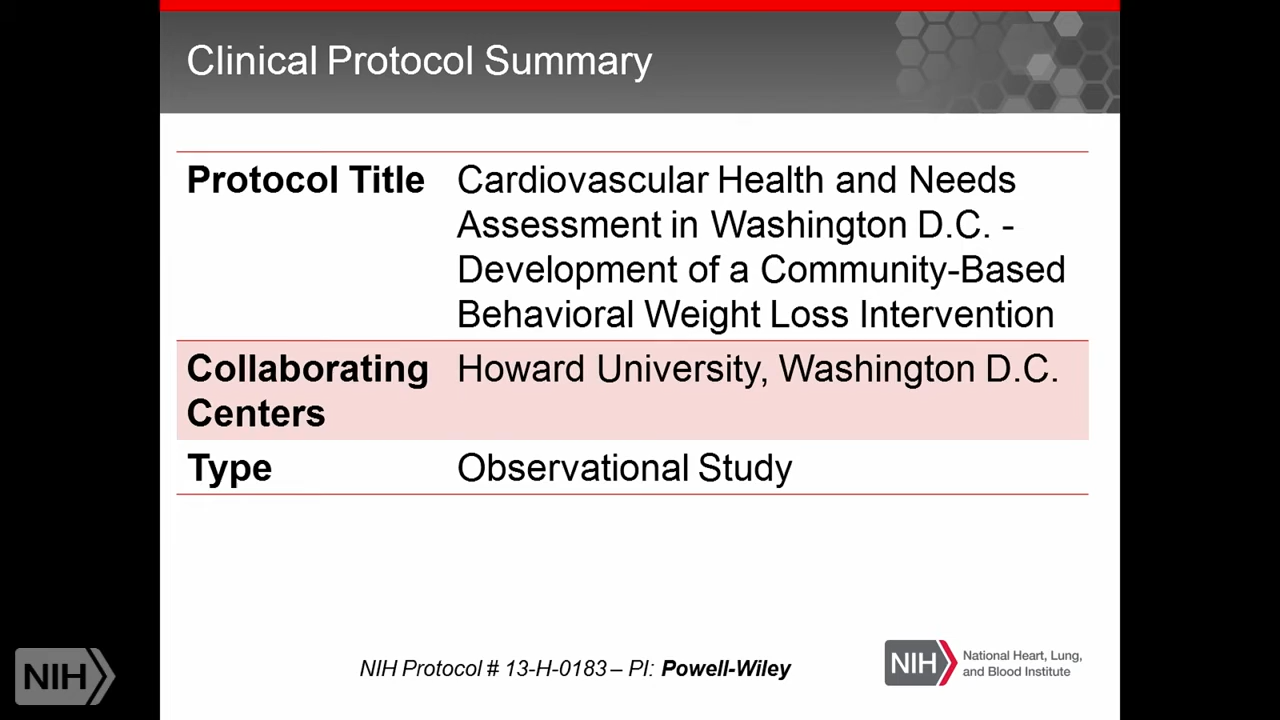 Clinical Protocol Summary
Protocol Title
Cardiovascular Health and Needs
Assessment in Washington D.C. -
Development of a Community-Based
Behavioral Weight Loss Intervention
Collaborating
Centers
Howard University, Washington D.C.
Type
Observational Study
NIH Protocol # 13-H-0183 – PI: Powell-Wiley
NIH
National Heart, Lung,
and Blood Institute
NIH